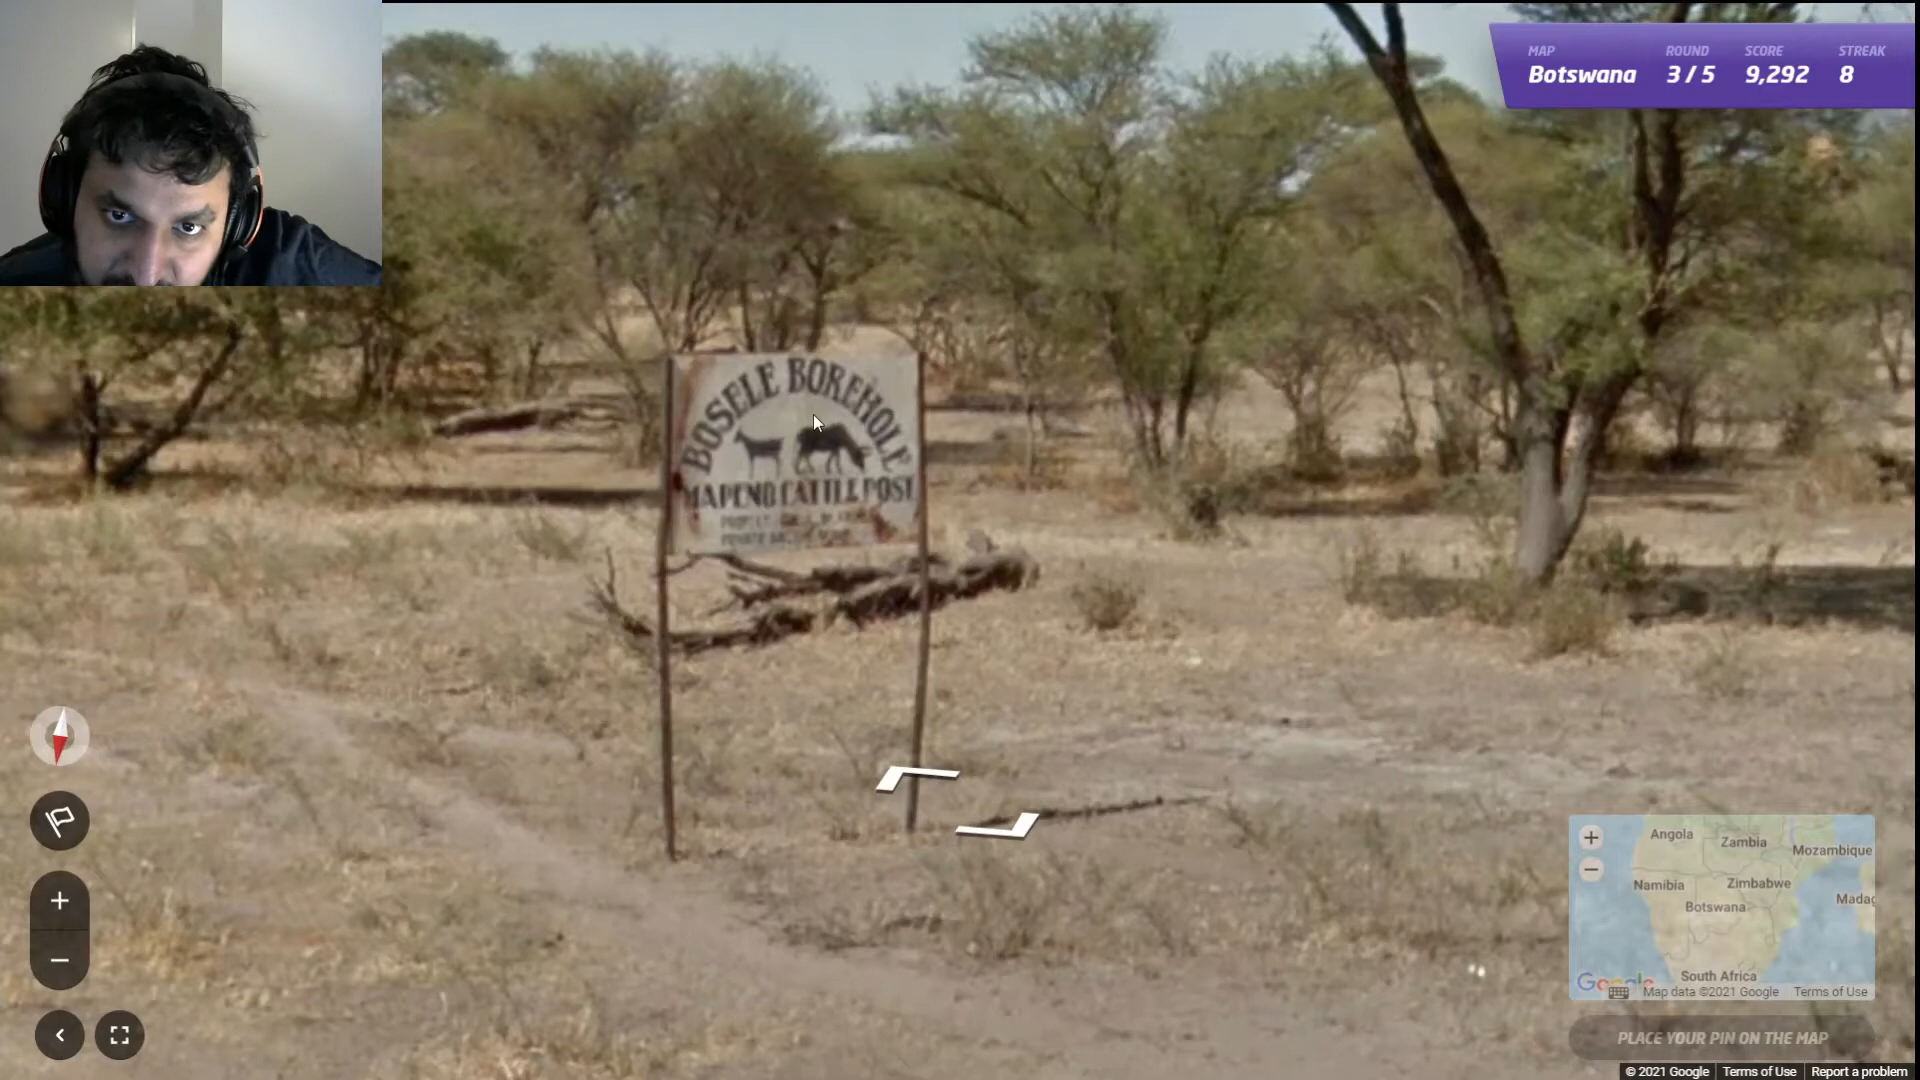 MAP ROUND SCORE STREAK
Botswana 3 / 5 9,292 8
BOSELE BOREHOLE
CATTLE POST
Angola
Zambia
Mozambique
Namibia
Zimbabwe
Botswana
Madag
South Africa
Google
Map data ©2021 Google Terms of Use
PLACE YOUR PIN ON THE MAP
© 2021 Google Terms of Use Report a problem